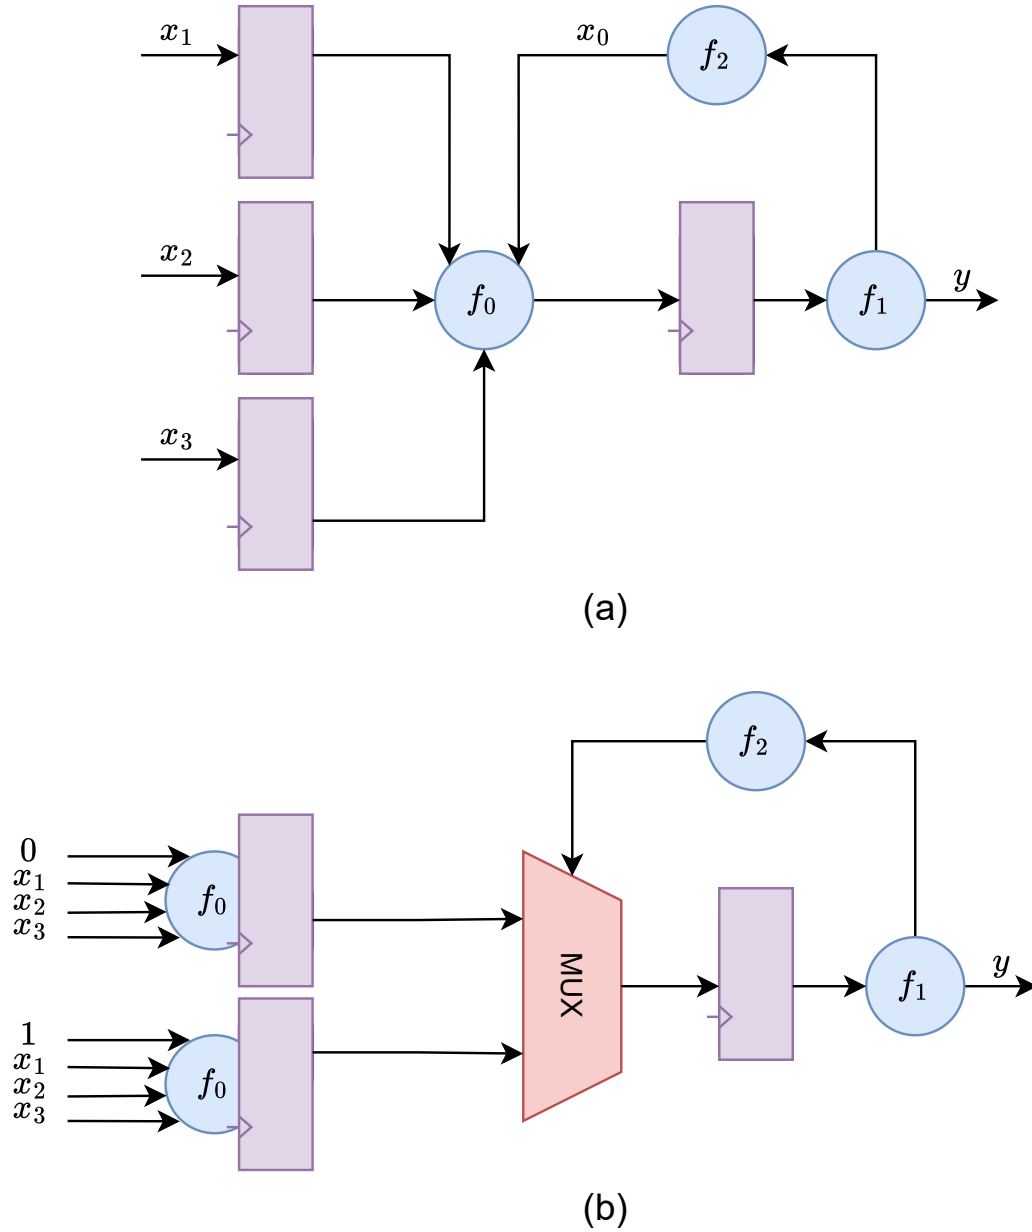 x₁
x₀
f₂
x₂
f₀
f₁
y
x₃
(a)
f₂
0
x₁
x₂
x₃
f₀
MUX
f₁
y
1
x₁
x₂
x₃
f₀
(b)